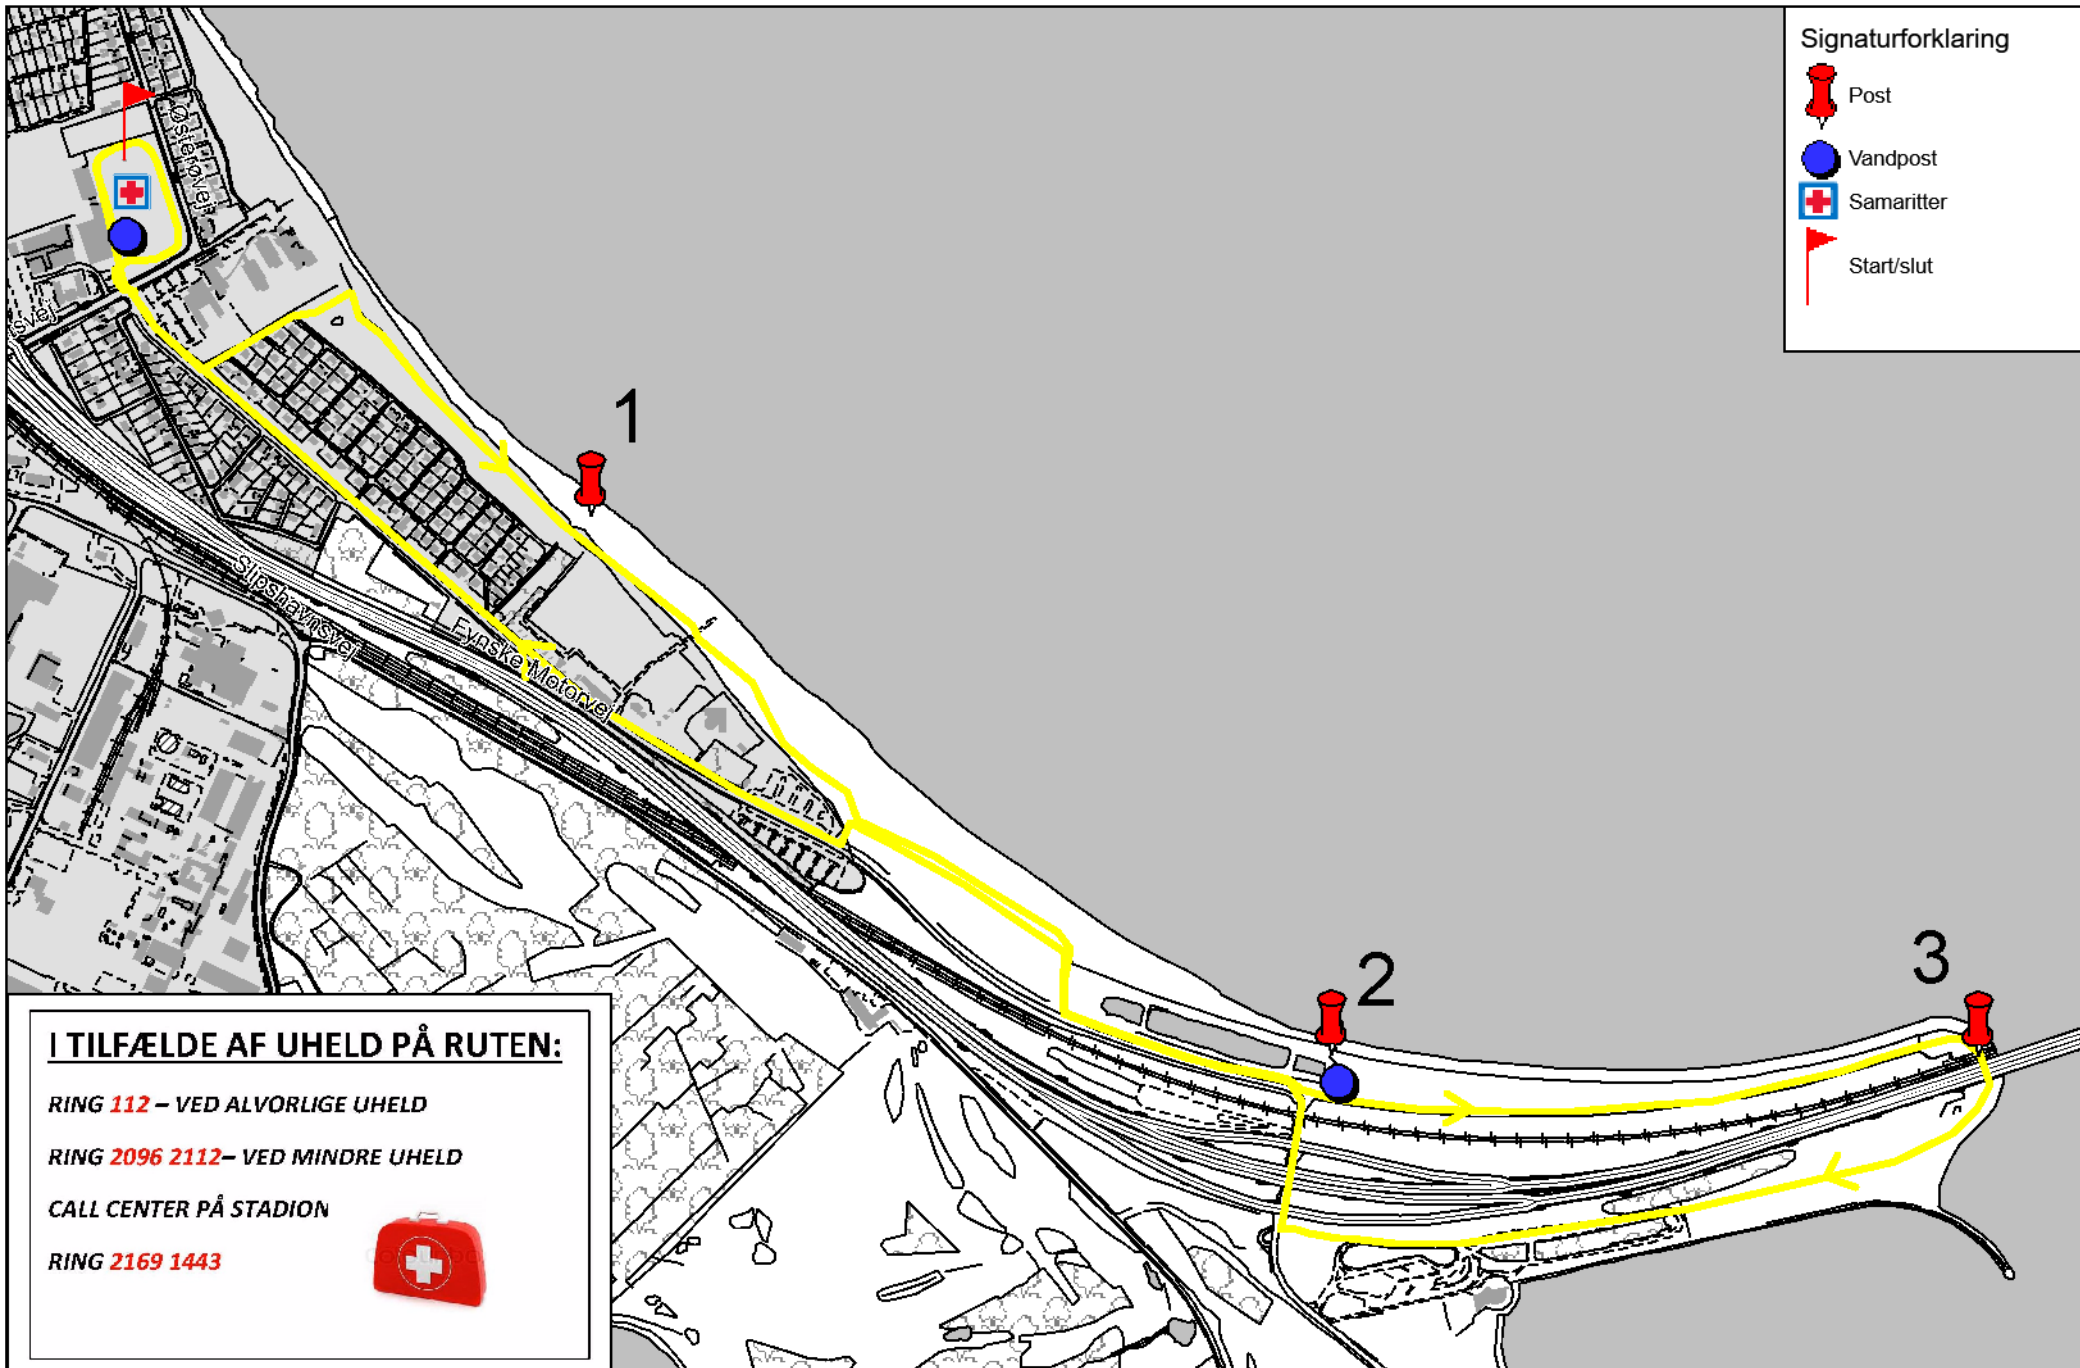 Signaturforklaring
Post
Vandpost
Samaritter
Start/slut
Østerøvej
svej
1
Slipshavnsvej
Fynske Motorvej
2
3
I TILFÆLDE AF UHELD PÅ RUTEN:
RING 112 – VED ALVORLIGE UHELD
RING 2096 2112– VED MINDRE UHELD
CALL CENTER PÅ STADION
RING 2169 1443